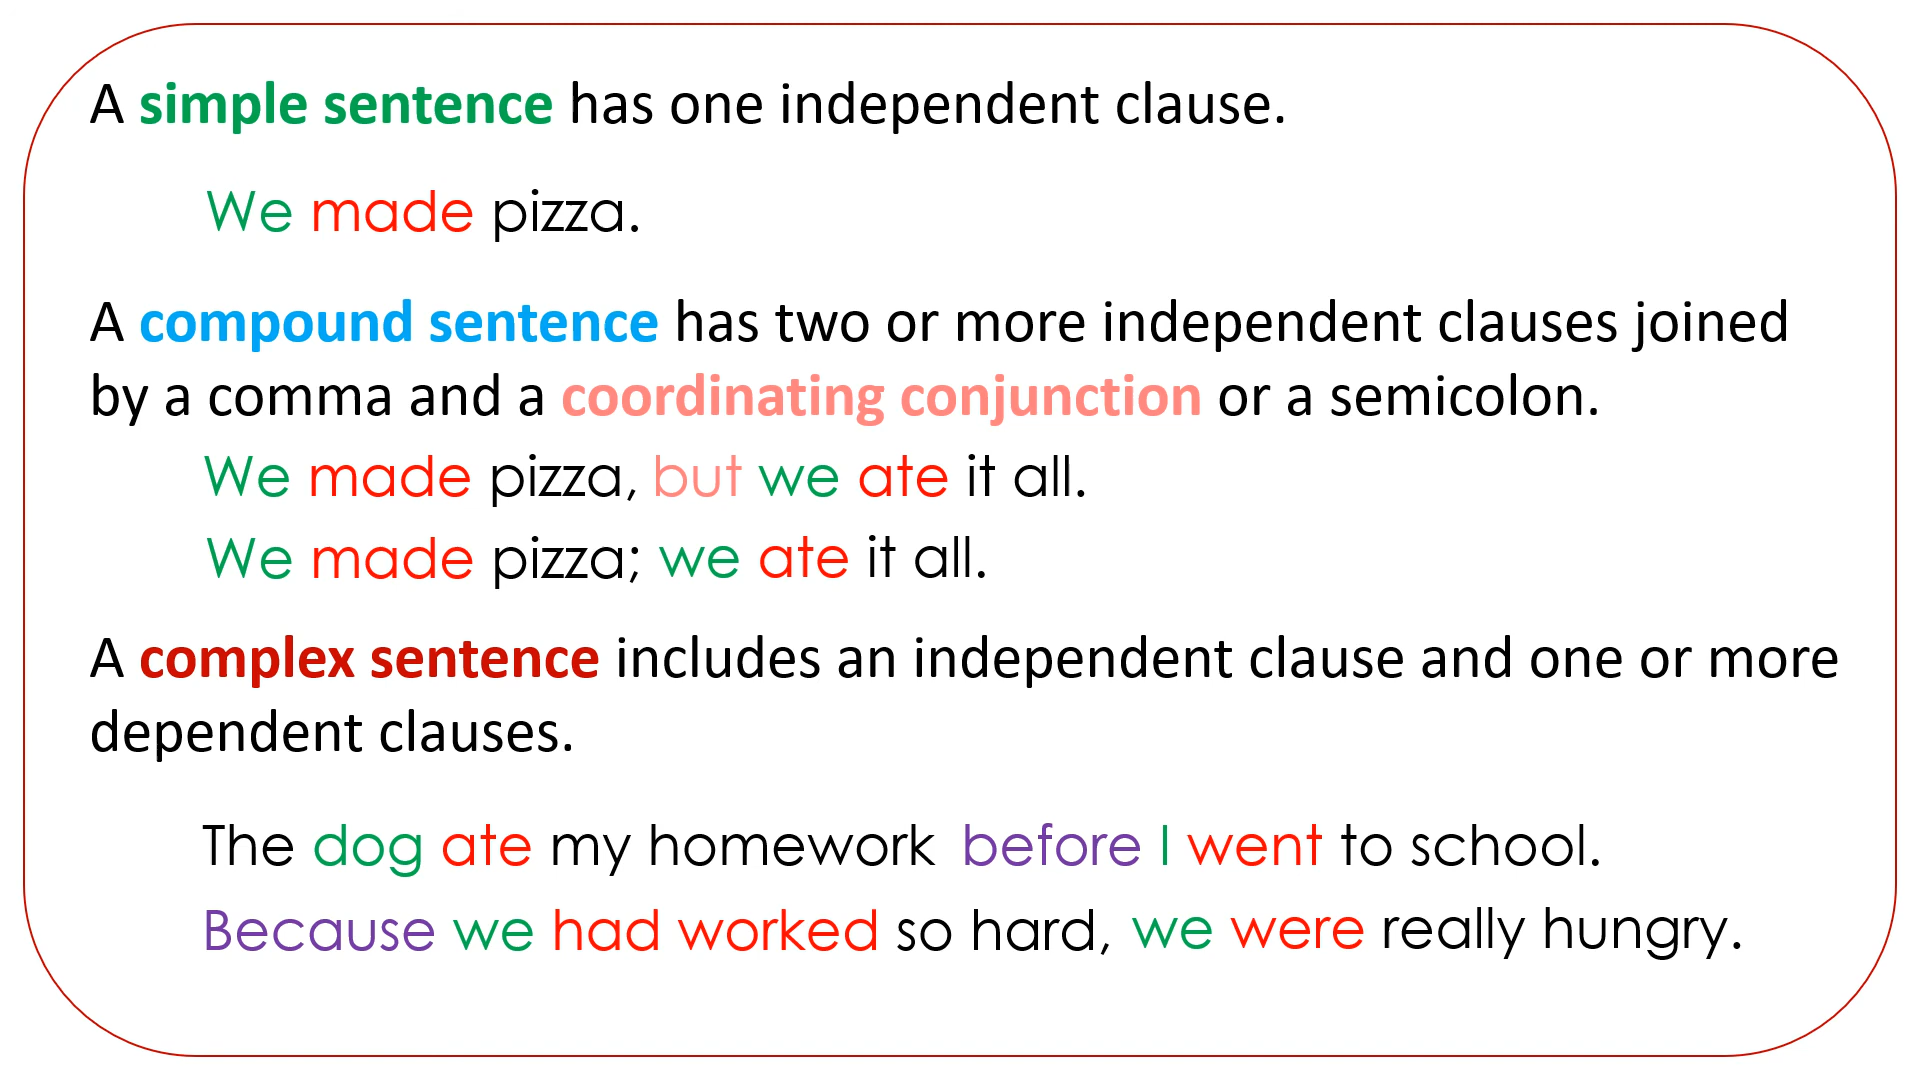 A simple sentence has one independent clause.
We made pizza.
A compound sentence has two or more independent clauses joined
by a comma and a coordinating conjunction or a semicolon.
We made pizza, but we ate it all.
We made pizza; we ate it all.
A complex sentence includes an independent clause and one or more
dependent clauses.
The dog ate my homework before I went to school.
Because we had worked so hard, we were really hungry.